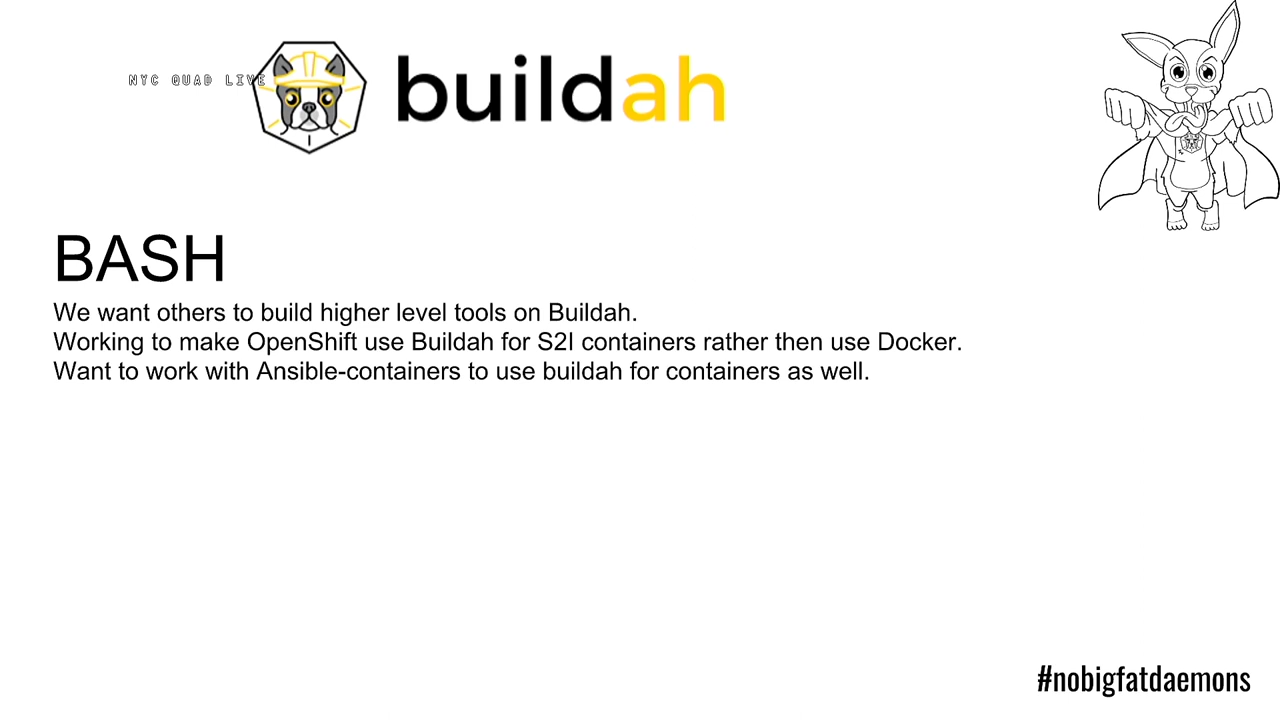 NYC QUAD LIVE
buildah
BASH
We want others to build higher level tools on Buildah.
Working to make OpenShift use Buildah for S2I containers rather then use Docker.
Want to work with Ansible-containers to use buildah for containers as well.
#nobigfatdaemons